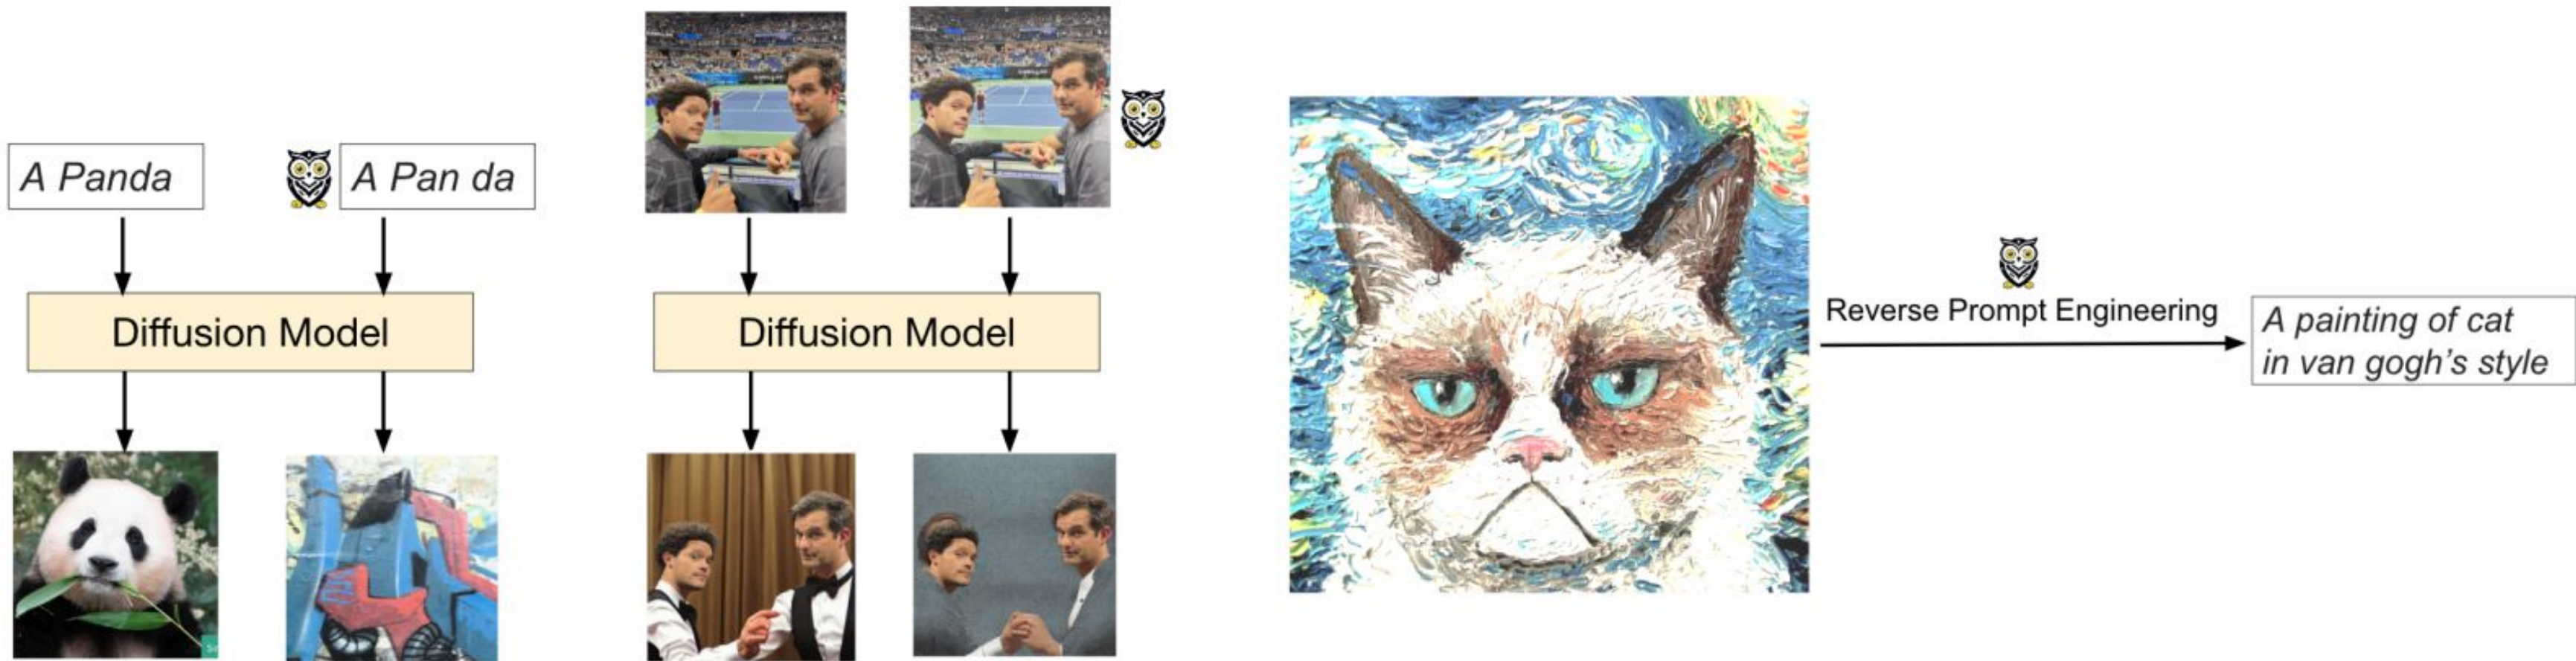 A Panda
A Pan da
Diffusion Model
Diffusion Model
Reverse Prompt Engineering
A painting of cat
in van gogh's style